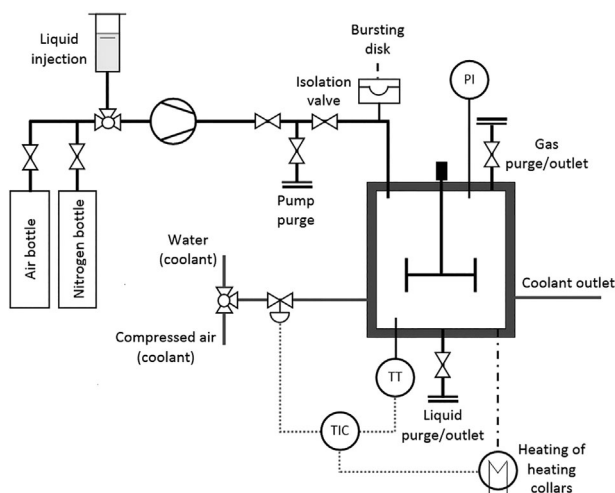 Liquid
injection
Bursting
disk
Isolation
valve
PI
Gas
purge/outlet
Air bottle
Nitrogen bottle
Pump
purge
Water
(coolant)
Coolant outlet
Compressed air
(coolant)
TT
Liquid
purge/outlet
TIC
Heating of
heating
collars